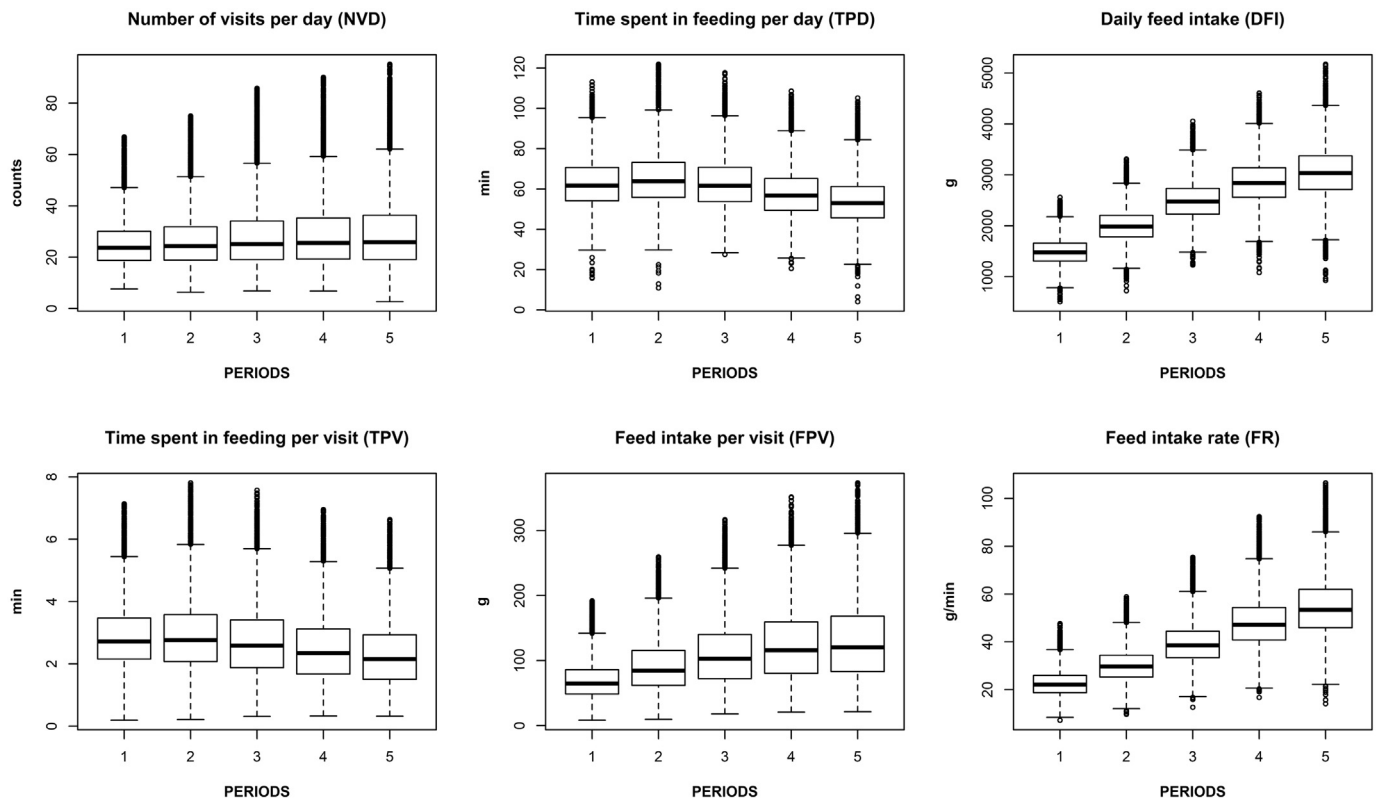 Number of visits per day (NVD)
counts
0 20 40 60 80
1 2 3 4 5
PERIODS
Time spent in feeding per day (TPD)
min
0 20 40 60 80 100 120
1 2 3 4 5
PERIODS
Daily feed intake (DFI)
g
1000 2000 3000 4000 5000
1 2 3 4 5
PERIODS
Time spent in feeding per visit (TPV)
min
0 2 4 6 8
1 2 3 4 5
PERIODS
Feed intake per visit (FPV)
g
0 100 200 300
1 2 3 4 5
PERIODS
Feed intake rate (FR)
g/min
20 40 60 80 100
1 2 3 4 5
PERIODS